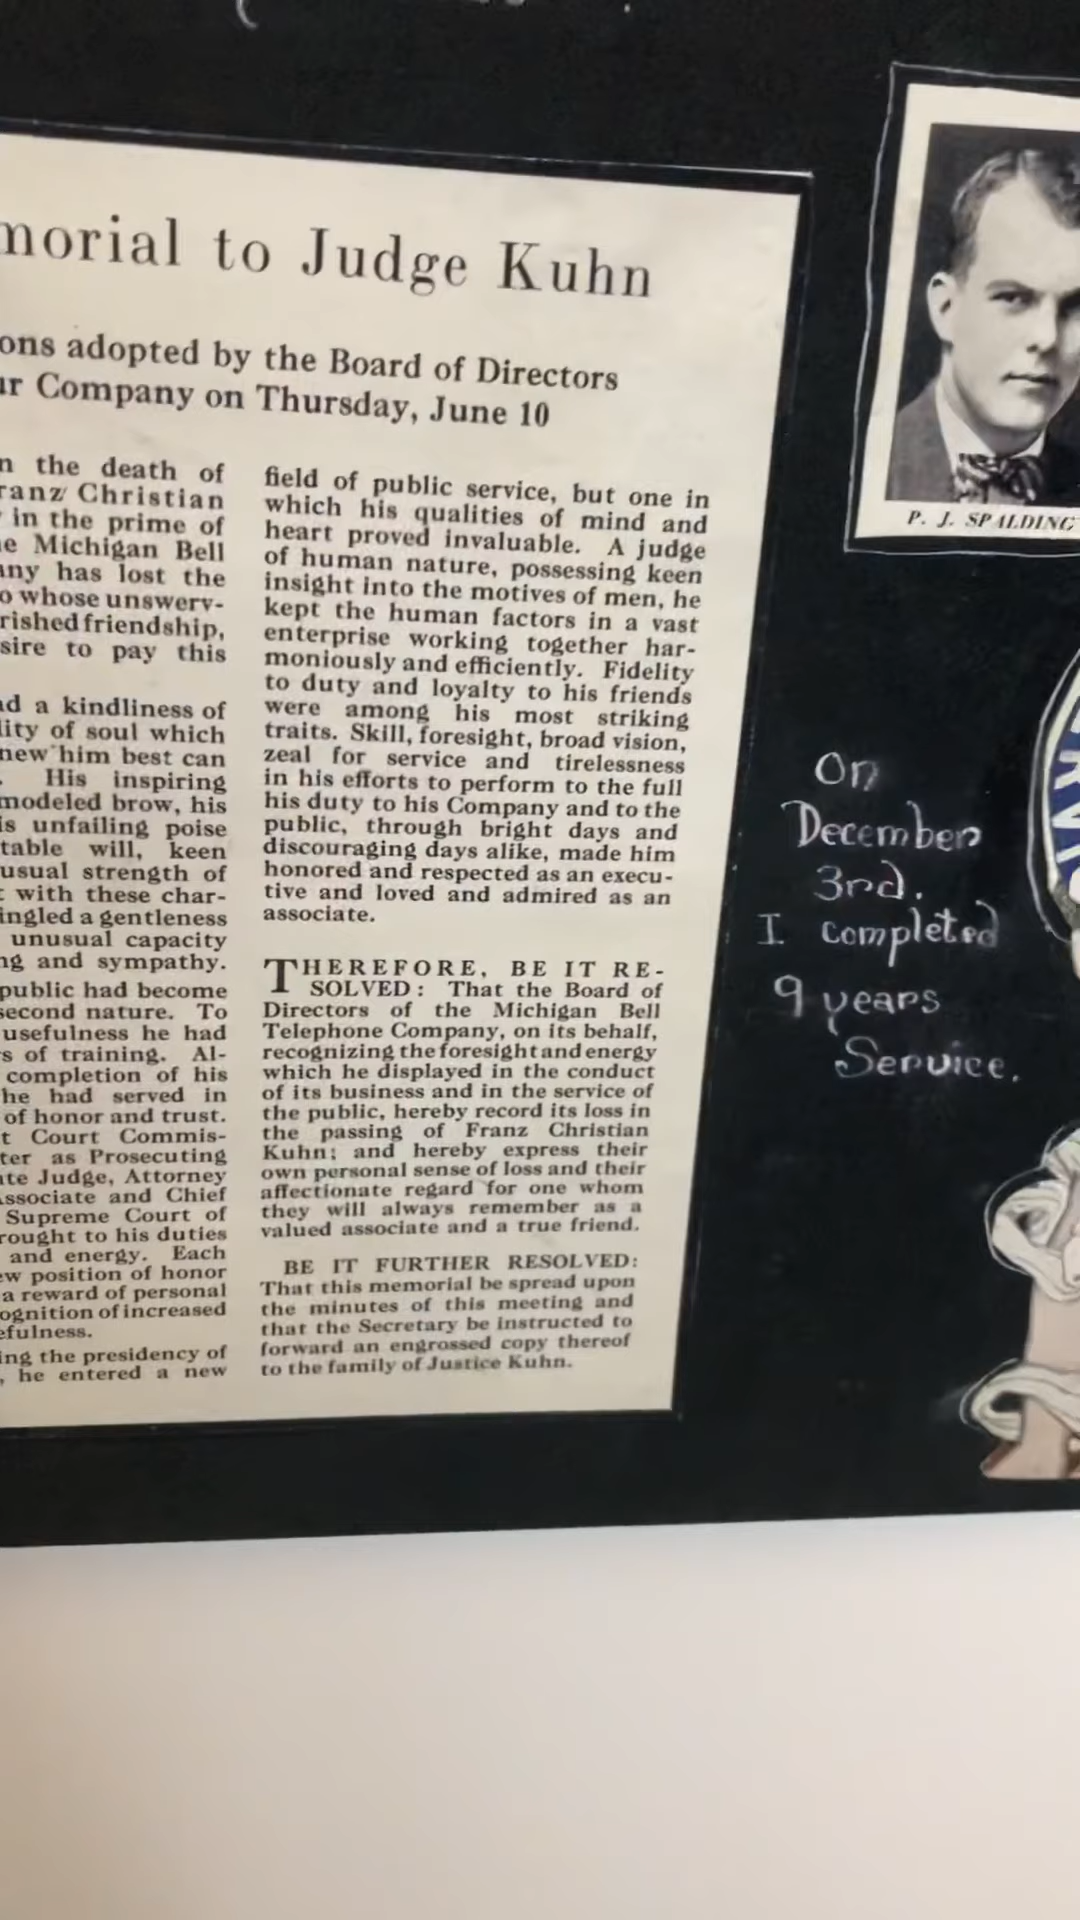 morial to Judge Kuhn
ons adopted by the Board of Directors
ur Company on Thursday, June 10
n the death of
ranz Christian
in the prime of
e Michigan Bell
any has lost the
o whose unswerv-
rished friendship,
sire to pay this
ad a kindliness of
lity of soul which
new him best can
. His inspiring
modeled brow, his
is unfailing poise
table will, keen
usual strength of
t with these char-
ingled a gentleness
unusual capacity
ng and sympathy.
public had become
second nature. To
usefulness he had
s of training. Al-
completion of his
he had served in
of honor and trust.
t Court Commis-
ter as Prosecuting
ate Judge, Attorney
Associate and Chief
Supreme Court of
rought to his duties
and energy. Each
ew position of honor
a reward of personal
ognition of increased
efulness.
ing the presidency of
, he entered a new
field of public service, but one in
which his qualities of mind and
heart proved invaluable. A judge
of human nature, possessing keen
insight into the motives of men, he
kept the human factors in a vast
enterprise working together har-
moniously and efficiently. Fidelity
to duty and loyalty to his friends
were among his most striking
traits. Skill, foresight, broad vision,
zeal for service and tirelessness
in his efforts to perform to the full
his duty to his Company and to the
public, through bright days and
discouraging days alike, made him
honored and respected as an execu-
tive and loved and admired as an
associate.
THEREFORE, BE IT RE-
SOLVED: That the Board of
Directors of the Michigan Bell
Telephone Company, on its behalf,
recognizing the foresight and energy
which he displayed in the conduct
of its business and in the service of
the public, hereby record its loss in
the passing of Franz Christian
Kuhn; and hereby express their
own personal sense of loss and their
affectionate regard for one whom
they will always remember as a
valued associate and a true friend.
BE IT FURTHER RESOLVED:
That this memorial be spread upon
the minutes of this meeting and
that the Secretary be instructed to
forward an engrossed copy thereof
to the family of Justice Kuhn.
P. J. SPALDING
On
December
3rd.
I completed
9 years
Service.